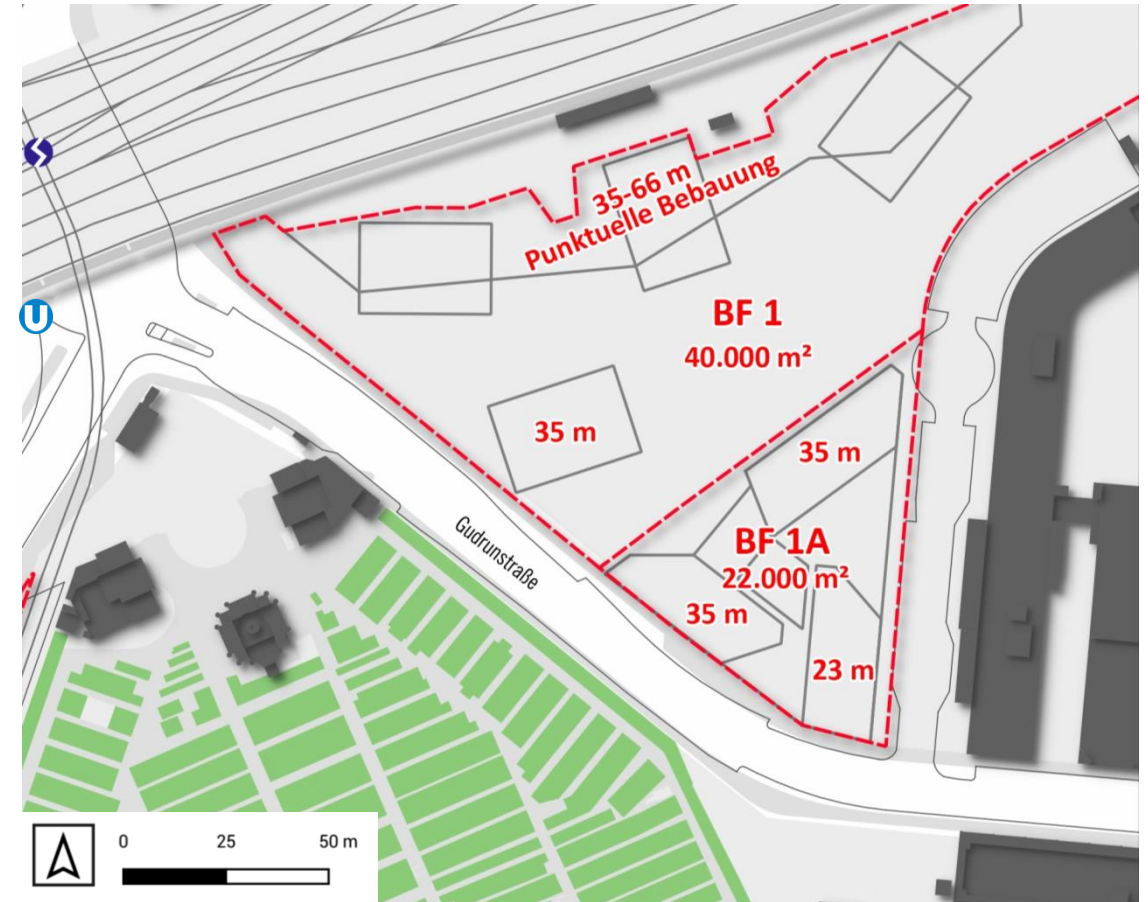 35-66 m
Punktuelle Bebauung
U
BF 1
40.000 m²
35 m
35 m
BF 1A
22.000 m²
35 m
23 m
Gudrunstraße
0 25 50 m